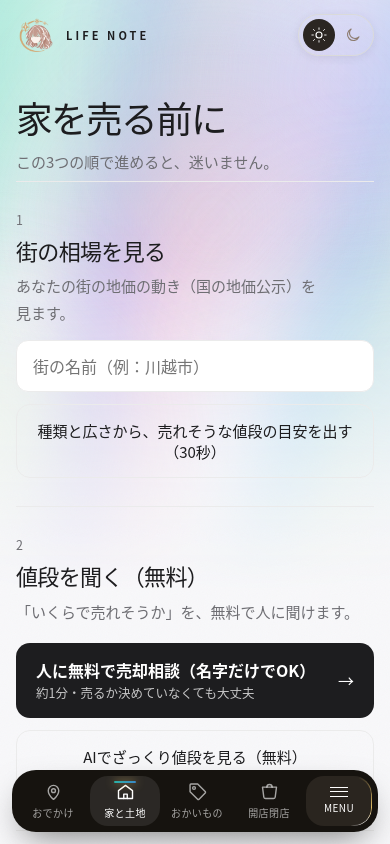 LIFE NOTE
家を売る前に
この3つの順で進めると、迷いません。
1
街の相場を見る
あなたの街の地価の動き（国の地価公示）を
見ます。
街の名前（例：川越市）
種類と広さから、売れそうな値段の目安を出す
（30秒）
2
値段を聞く（無料）
「いくらで売れそうか」を、無料で人に聞けます。
人に無料で売却相談（名字だけでOK）
→
約1分・売るか決めていなくても大丈夫
AIでざっくり値段を見る（無料）
おでかけ
家と土地
おかいもの
開店閉店
MENU